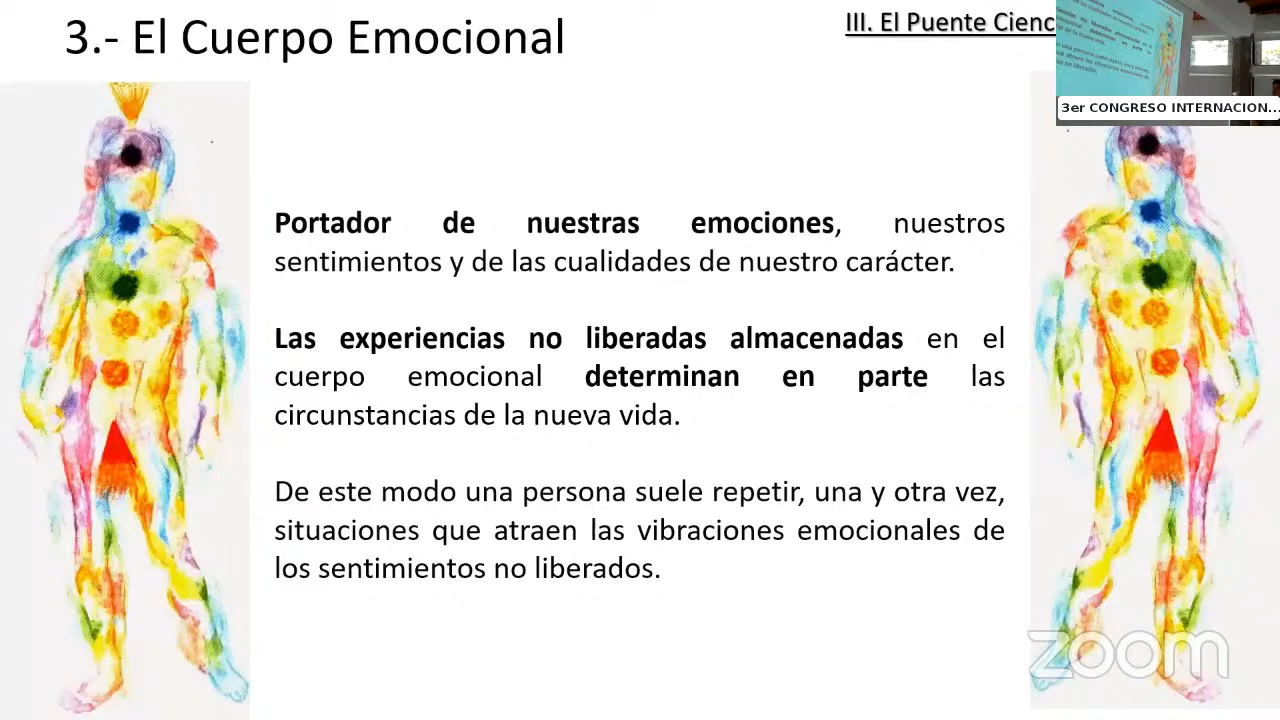 3.- El Cuerpo Emocional
III. El Puente
3er CONGRESO INTERNACION...
Portador de nuestras emociones, nuestros
sentimientos y de las cualidades de nuestro carácter.
Las experiencias no liberadas almacenadas en el
cuerpo emocional determinan en parte las
circunstancias de la nueva vida.
De este modo una persona suele repetir, una y otra vez,
situaciones que atraen las vibraciones emocionales de
los sentimientos no liberados.
zoom